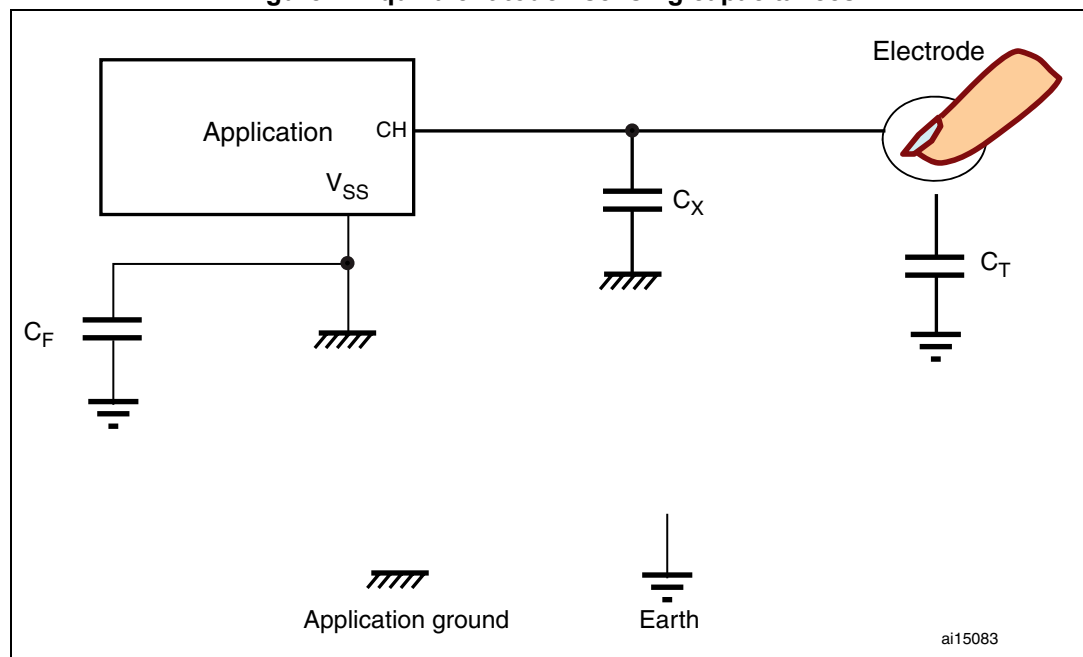 Electrode
Application
CH
VSS
CX
CT
CF
Application ground
Earth
ai15083